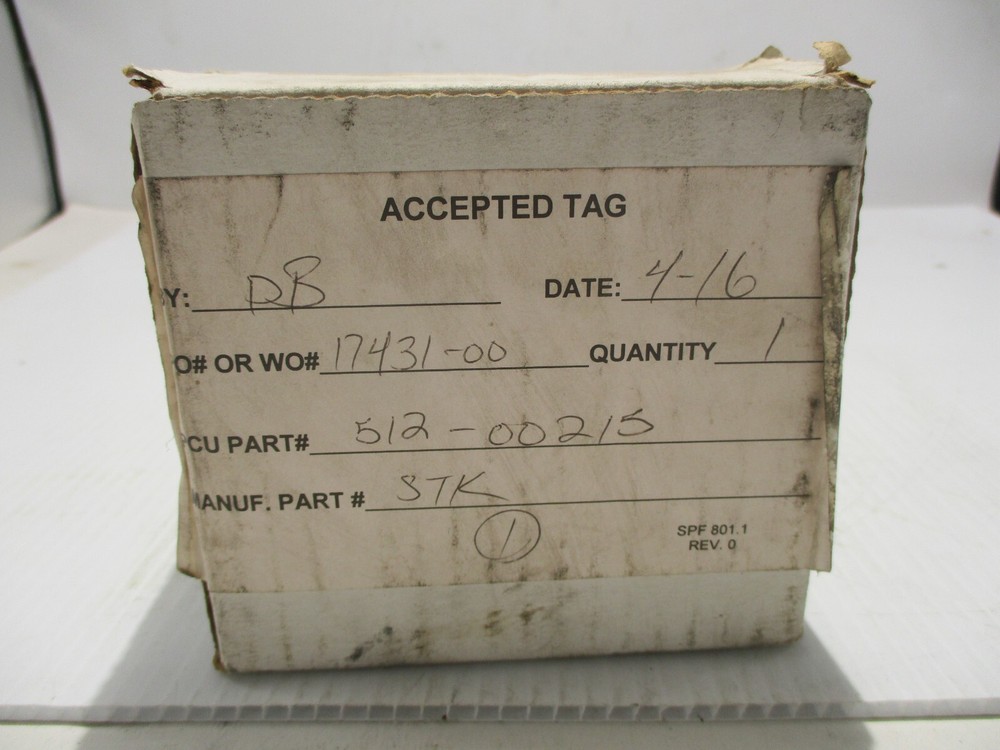 ACCEPTED TAG
Y: DB DATE: 4-16
O# OR WO# 17431-00 QUANTITY 1
CU PART# 512-00215
MANUF. PART # STK
1
SPF 801.1
REV. 0